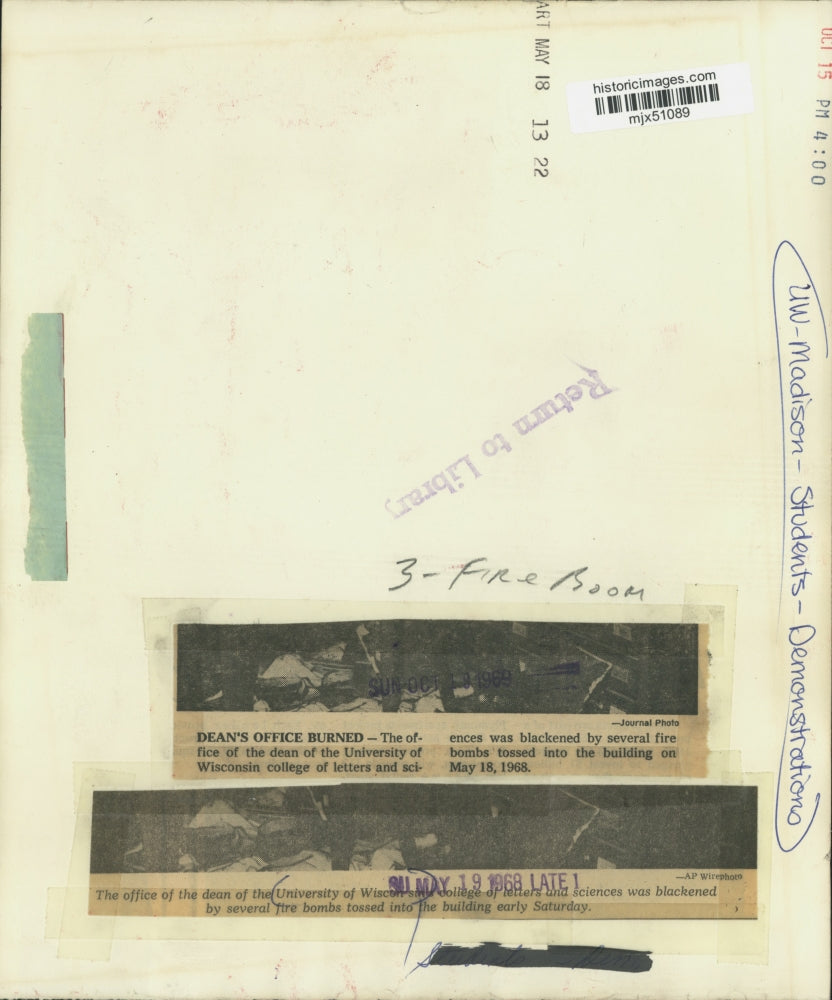 ART MAY 18 13 22
historicimages.com
mjx51089
OCT 15 PM 4:00
UW-Madison-Students-Demonstrations
Return to Library
3-FIRE BOOM
SUN OCT 1 1969
—Journal Photo
DEAN'S OFFICE BURNED — The of-
fice of the dean of the University of
Wisconsin college of letters and sci-
ences was blackened by several fire
bombs tossed into the building on
May 18, 1968.
—AP Wirephoto
SU MAY 19 1968 LATE 1
The office of the dean of the University of Wisconsin college of letters and sciences was blackened
by several fire bombs tossed into the building early Saturday.